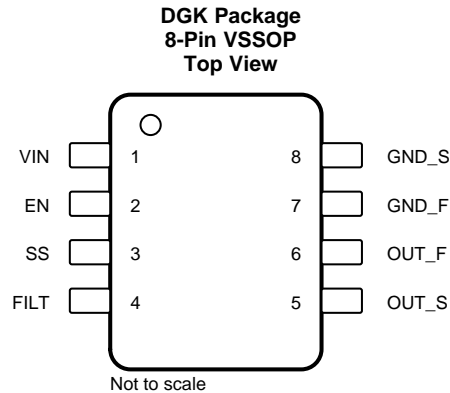 DGK Package
8-Pin VSSOP
Top View
VIN 1 8 GND_S
EN 2 7 GND_F
SS 3 6 OUT_F
FILT 4 5 OUT_S
Not to scale